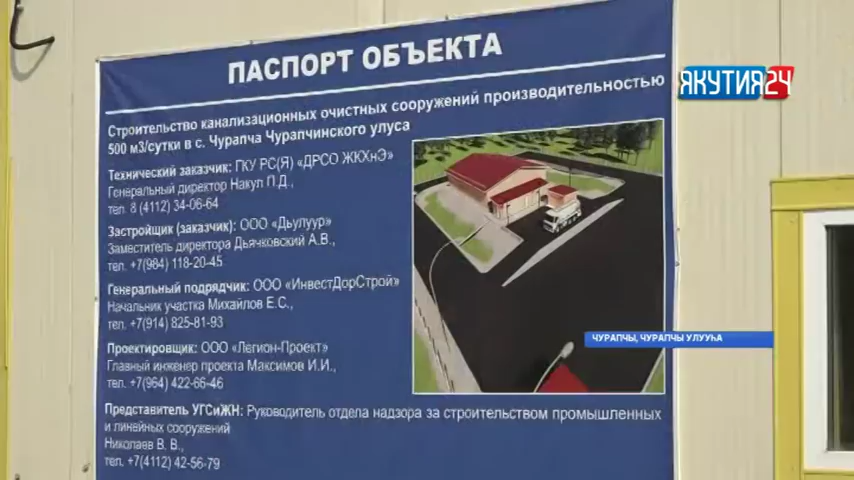 ПАСПОРТ ОБЪЕКТА
ЯКУТИЯ24
Строительство канализационных очистных сооружений производительностью
500 м3/сутки в с. Чурапча Чурапчинского улуса
Технический заказчик: ГКУ РС(Я) «ДРСО ЖКХнЭ»
Генеральный директор Накул П.Д.,
тел. 8 (4112) 34-06-64
Застройщик (заказчик): ООО «Дьулуур»
Заместитель директора Дьячковский А.В.,
тел. +7(984) 118-20-45
Генеральный подрядчик: ООО «ИнвестДорСтрой»
Начальник участка Михайлов Е.С.,
тел. +7(914) 825-81-93
Проектировщик: ООО «Легион-Проект»
Главный инженер проекта Максимов И.И.,
тел. +7(964) 422-66-46
Представитель УГСиЖН: Руководитель отдела надзора за строительством промышленных
и линейных сооружений
Николаев В. В.,
тел. +7(4112) 42-56-79
ЧУРАПЧЫ, ЧУРАПЧЫ УЛУУҺА